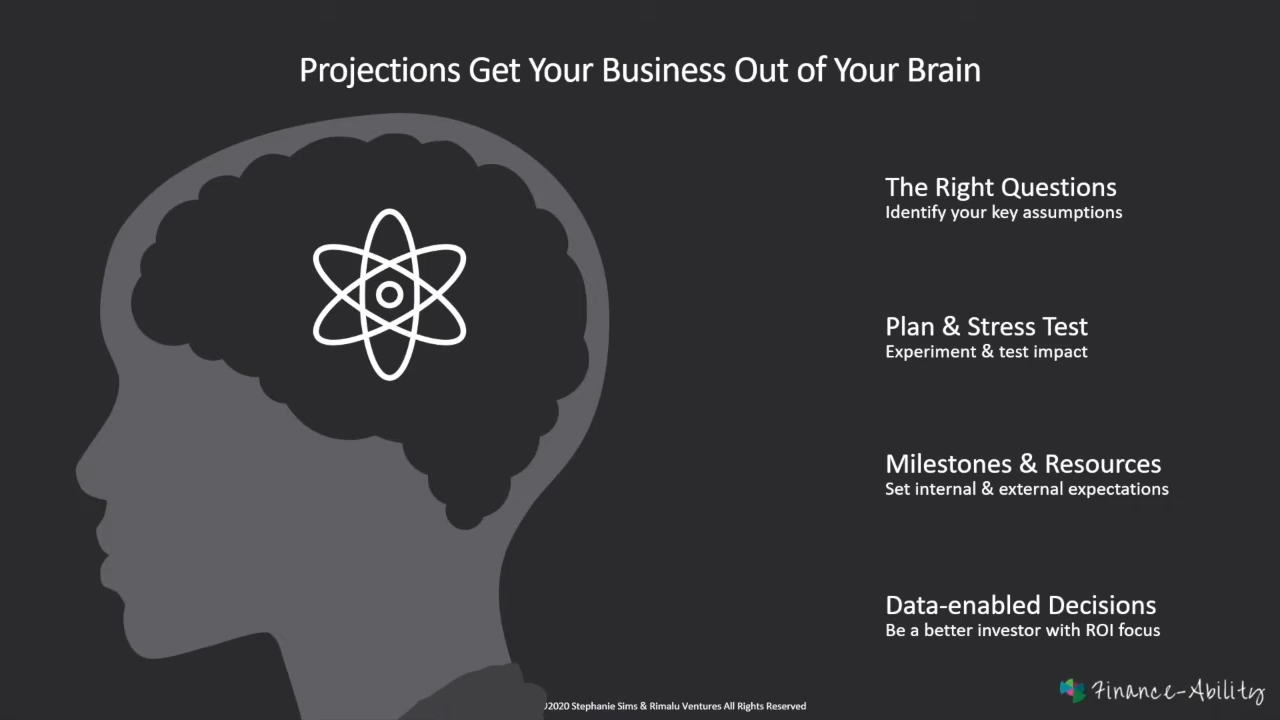 Projections Get Your Business Out of Your Brain
The Right Questions
Identify your key assumptions
Plan & Stress Test
Experiment & test impact
Milestones & Resources
Set internal & external expectations
Data-enabled Decisions
Be a better investor with ROI focus
Finance-Ability
2020 Stephanie Sims & Rimalu Ventures All Rights Reserved